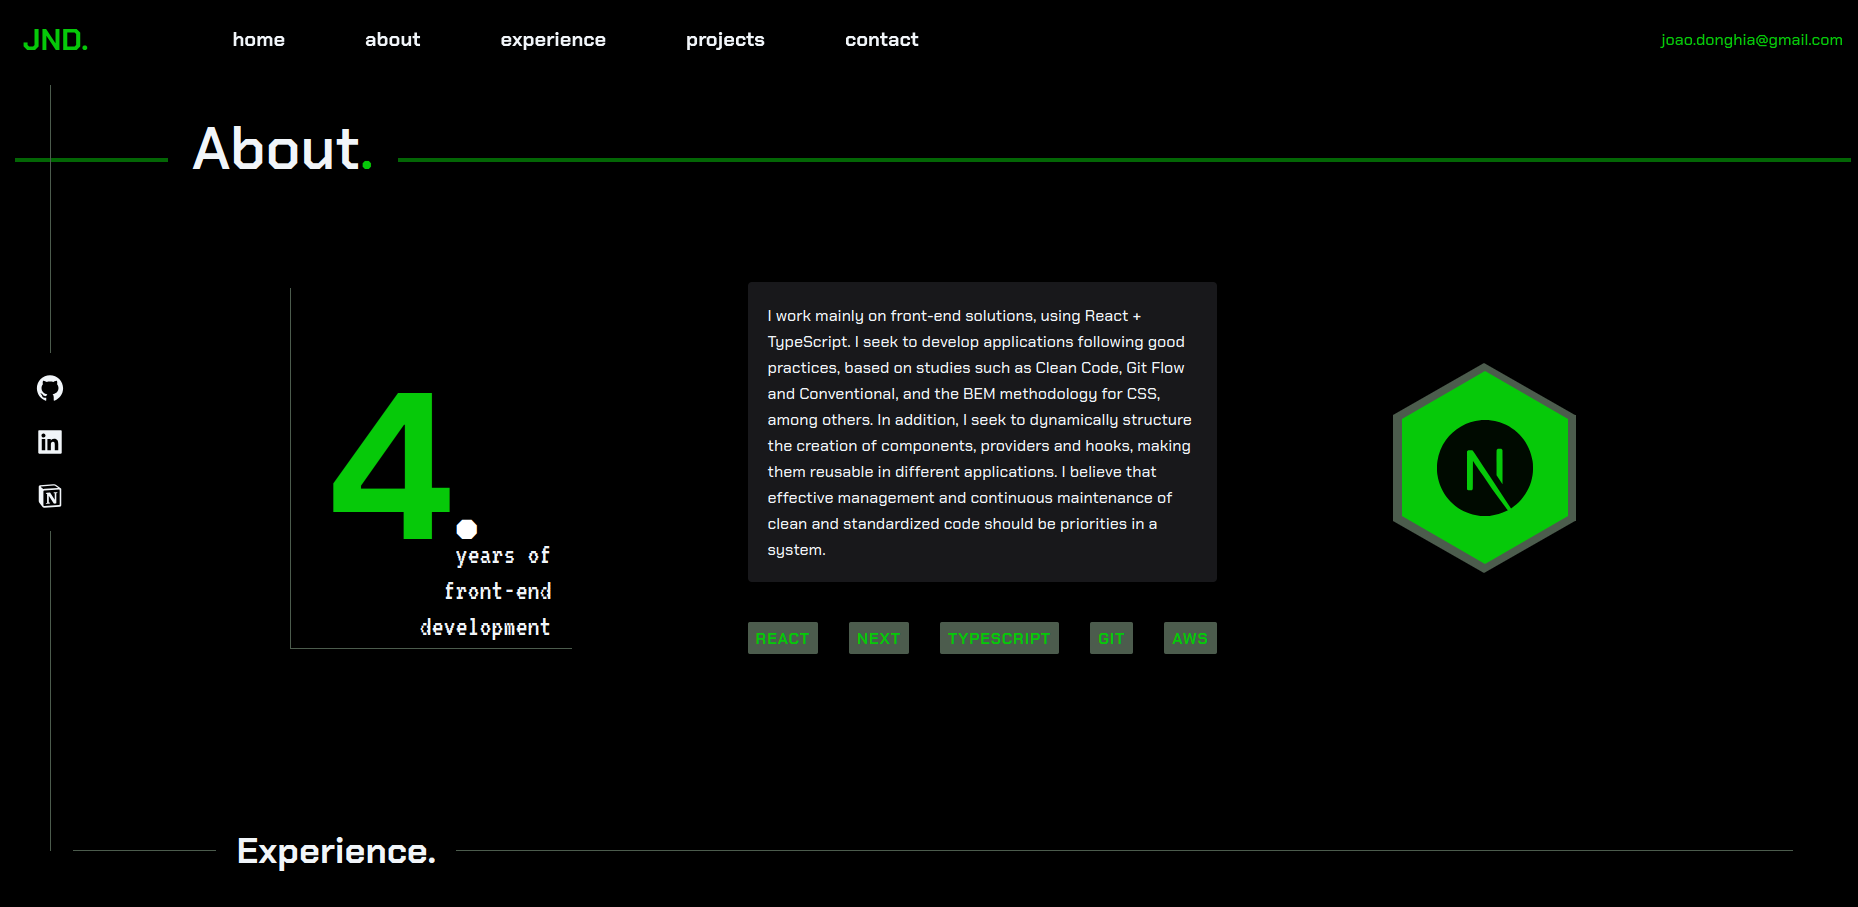 JND.
home
about
experience
projects
contact
joao.donghia@gmail.com
About.
4.
years of
front-end
development
I work mainly on front-end solutions, using React +
TypeScript. I seek to develop applications following good
practices, based on studies such as Clean Code, Git Flow
and Conventional, and the BEM methodology for CSS,
among others. In addition, I seek to dynamically structure
the creation of components, providers and hooks, making
them reusable in different applications. I believe that
effective management and continuous maintenance of
clean and standardized code should be priorities in a
system.
REACT
NEXT
TYPESCRIPT
GIT
AWS
N
in
N
Experience.